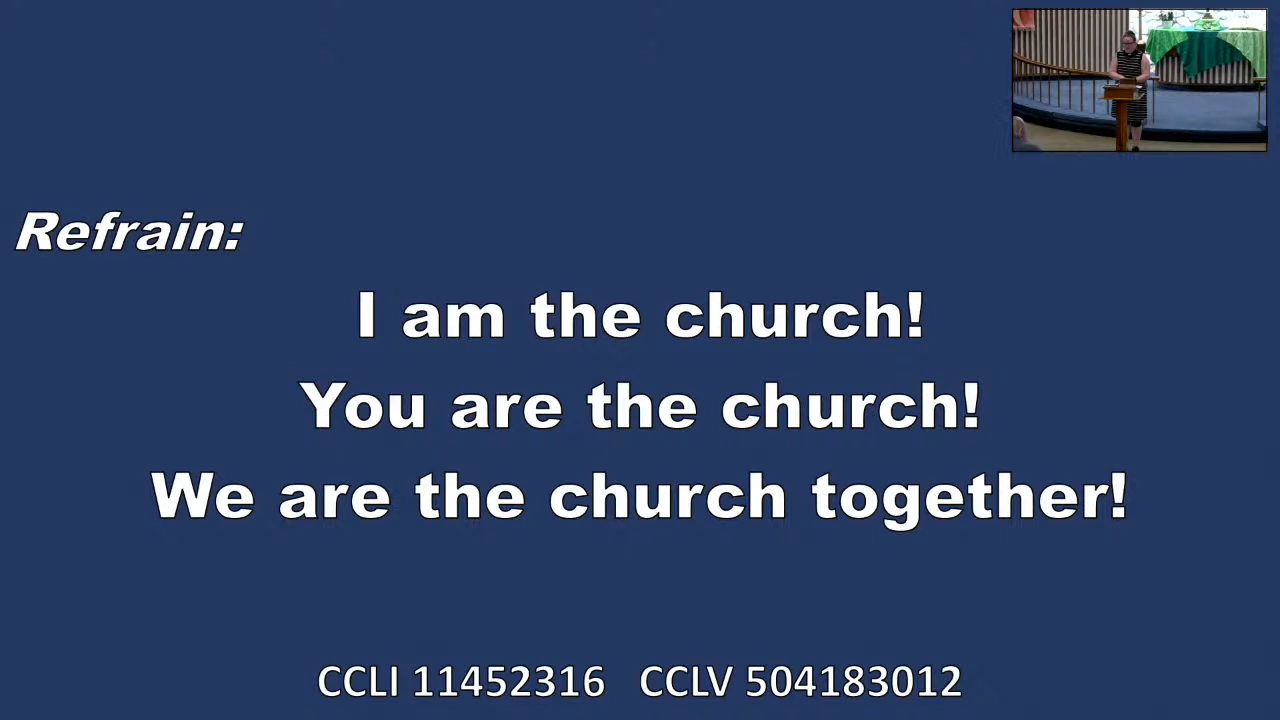 Refrain:
I am the church!
You are the church!
We are the church together!
CCLI 11452316 CCLV 504183012